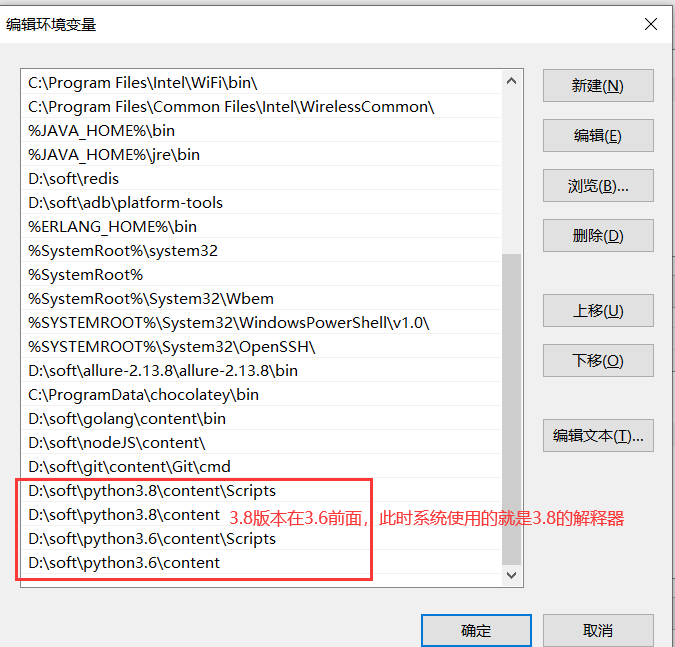 编辑环境变量
C:\Program Files\Intel\WiFi\bin\
C:\Program Files\Common Files\Intel\WirelessCommon\
%JAVA_HOME%\bin
%JAVA_HOME%\jre\bin
D:\soft\redis
D:\soft\adb\platform-tools
%ERLANG_HOME%\bin
%SystemRoot%\system32
%SystemRoot%
%SystemRoot%\System32\Wbem
%SYSTEMROOT%\System32\WindowsPowerShell\v1.0\
%SYSTEMROOT%\System32\OpenSSH\
D:\soft\allure-2.13.8\allure-2.13.8\bin
C:\ProgramData\chocolatey\bin
D:\soft\golang\content\bin
D:\soft\nodeJS\content\
D:\soft\git\content\Git\cmd
D:\soft\python3.8\content\Scripts
D:\soft\python3.8\content
3.8版本在3.6前面，此时系统使用的就是3.8的解释器
D:\soft\python3.6\content\Scripts
D:\soft\python3.6\content
新建(N)
编辑(E)
浏览(B)...
删除(D)
上移(U)
下移(O)
编辑文本(T)...
确定
取消